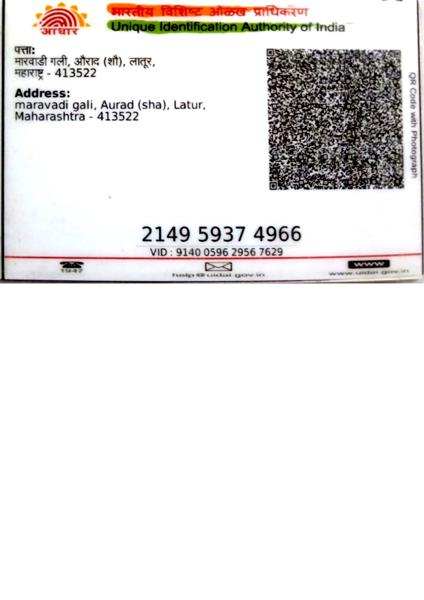 आधार
भारतीय विशिष्ट ओळख प्राधिकरण
Unique Identification Authority of India
पत्ता:
मारवाडी गली, औराद (शौ), लातूर,
महाराष्ट्र - 413522
Address:
maravadi gali, Aurad (sha), Latur,
Maharashtra - 413522
QR Code with Photograph
2149 5937 4966
VID : 9140 0596 2956 7629
1947
help@uidai.gov.in
www
www.uidai.gov.in